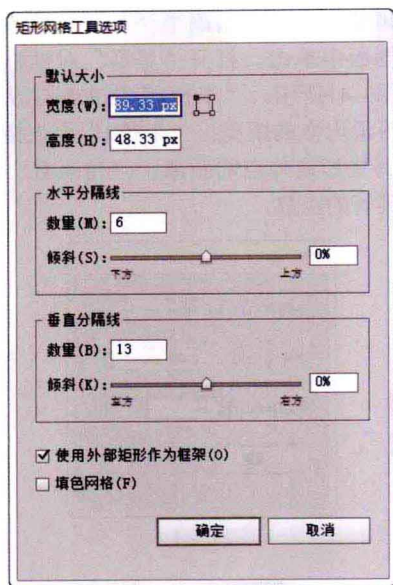 矩形网格工具选项
默认大小
宽度(W): 89.33 px
高度(H): 48.33 px
水平分隔线
数量(M): 6
倾斜(S): 0%
下方 上方
垂直分隔线
数量(B): 13
倾斜(K): 0%
左方 右方
使用外部矩形作为框架(O)
填色网格(F)
确定 取消